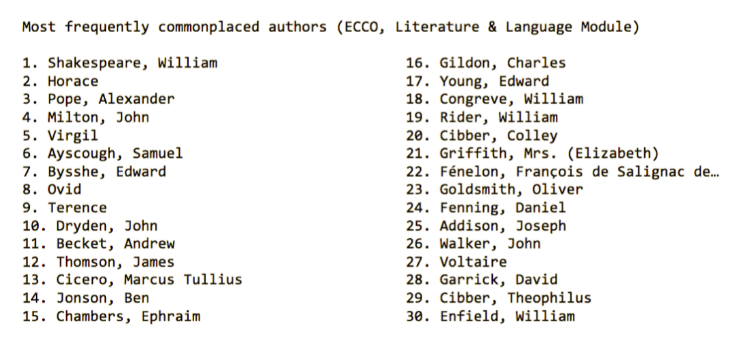 Most frequently commonplaced authors (ECCO, Literature & Language Module)
1. Shakespeare, William
2. Horace
3. Pope, Alexander
4. Milton, John
5. Virgil
6. Ayscough, Samuel
7. Bysshe, Edward
8. Ovid
9. Terence
10. Dryden, John
11. Becket, Andrew
12. Thomson, James
13. Cicero, Marcus Tullius
14. Jonson, Ben
15. Chambers, Ephraim
16. Gildon, Charles
17. Young, Edward
18. Congreve, William
19. Rider, William
20. Cibber, Colley
21. Griffith, Mrs. (Elizabeth)
22. Fénelon, François de Salignac de…
23. Goldsmith, Oliver
24. Fenning, Daniel
25. Addison, Joseph
26. Walker, John
27. Voltaire
28. Garrick, David
29. Cibber, Theophilus
30. Enfield, William